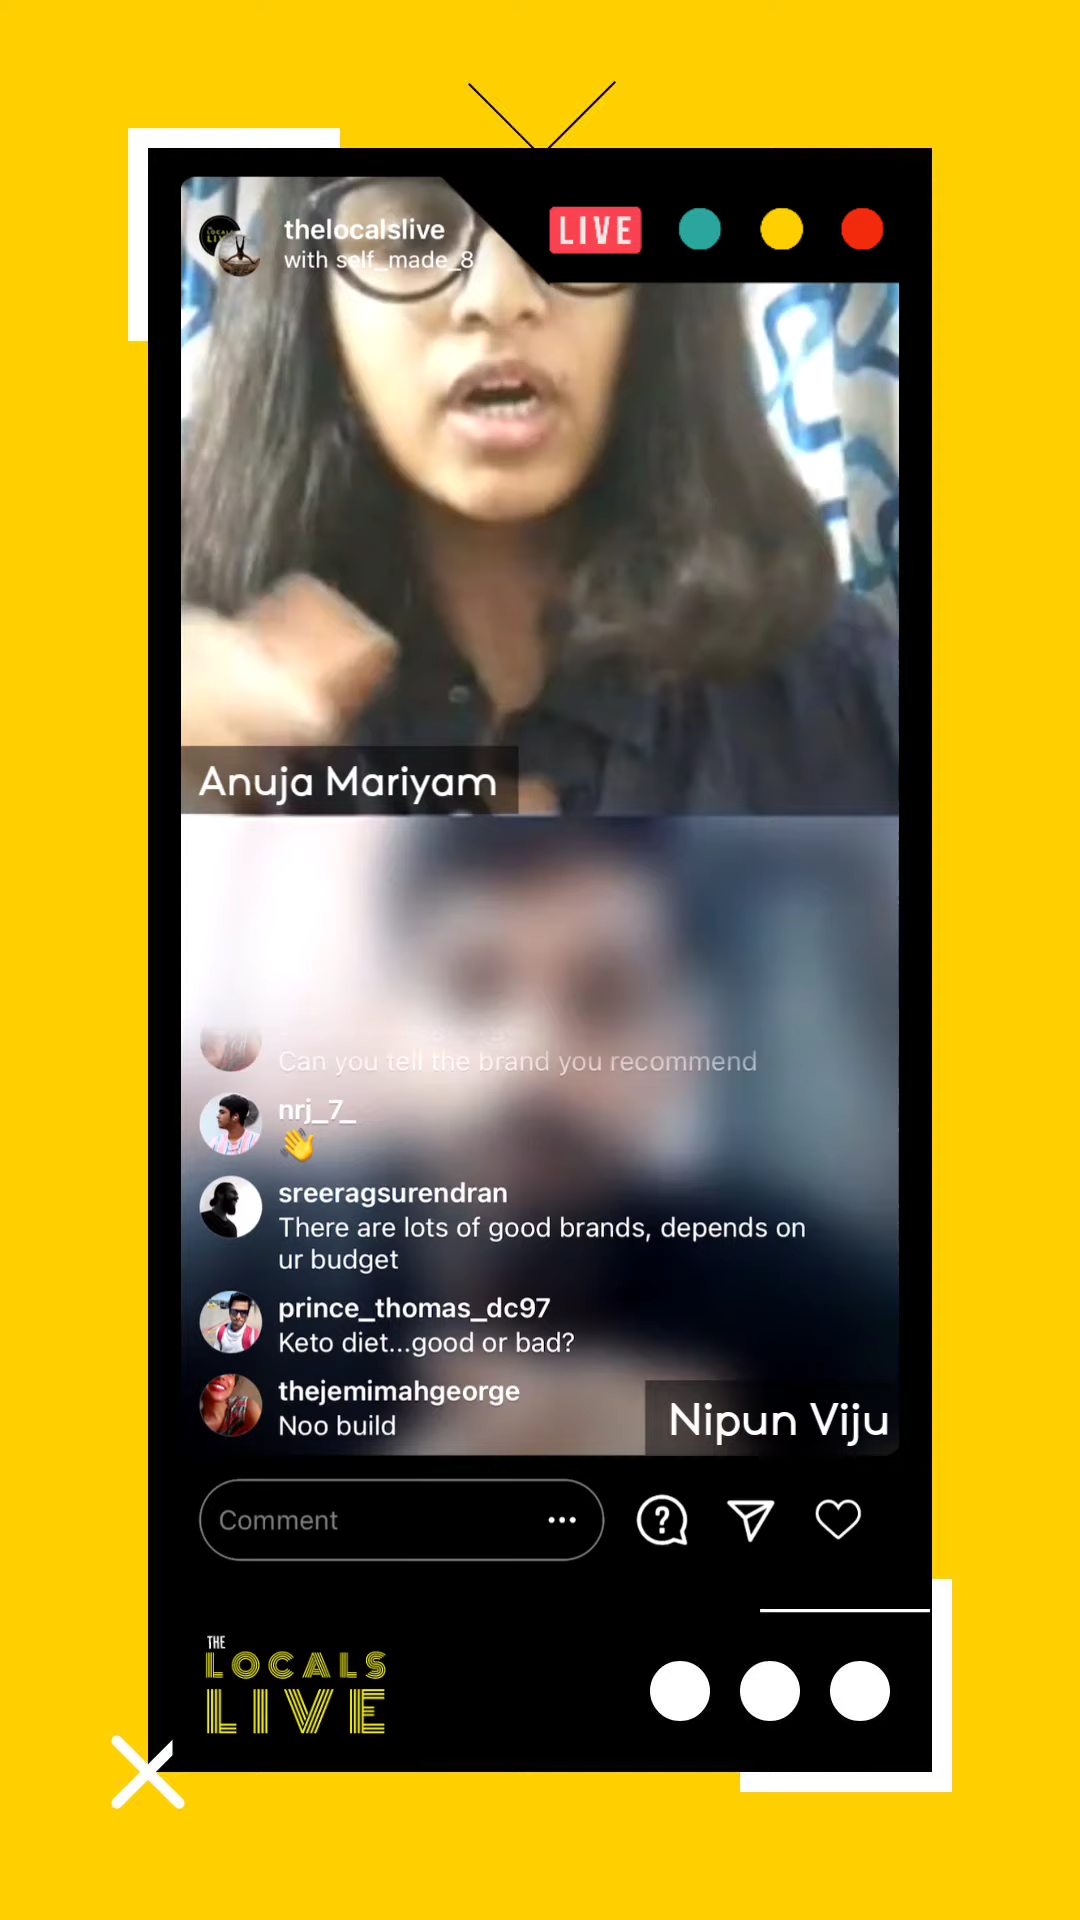 thelocalslive
with self_made_8
LIVE
Anuja Mariyam
Can you tell the brand you recommend
nrj_7_
sreeragsurendran
There are lots of good brands, depends on
ur budget
prince_thomas_dc97
Keto diet...good or bad?
thejemimahgeorge
Noo build
Nipun Viju
Comment
THE
LOCALS
LIVE